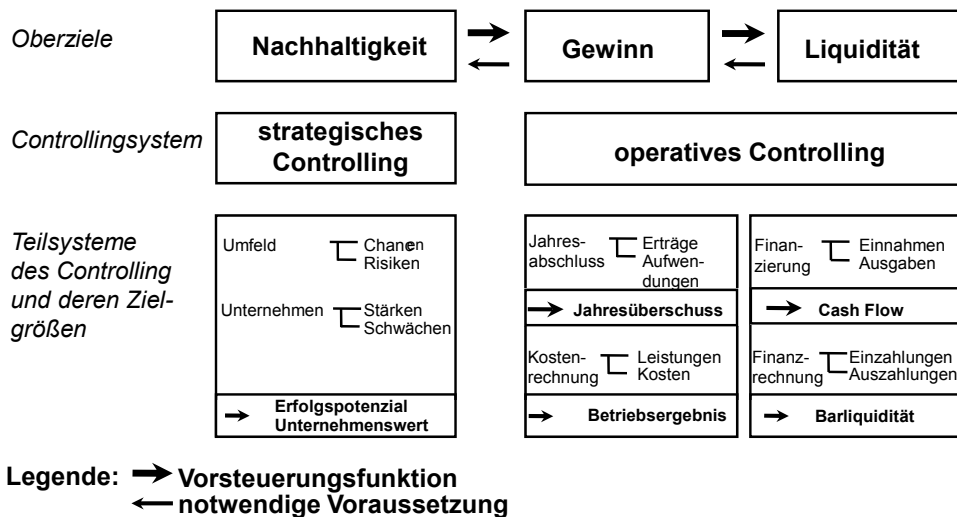 Oberziele
Nachhaltigkeit
Gewinn
Liquidität
Controllingsystem
strategisches
Controlling
operatives Controlling
Teilsysteme
des Controlling
und deren Ziel-
größen
Umfeld
Chancen
Risiken
Unternehmen
Stärken
Schwächen
Erfolgspotenzial
Unternehmenswert
Jahres-
abschluss
Erträge
Aufwen-
dungen
Jahresüberschuss
Kosten-
rechnung
Leistungen
Kosten
Betriebsergebnis
Finan-
zierung
Einnahmen
Ausgaben
Cash Flow
Finanz-
rechnung
Einzahlungen
Auszahlungen
Barliquidität
Legende:
Vorsteuerungsfunktion
notwendige Voraussetzung